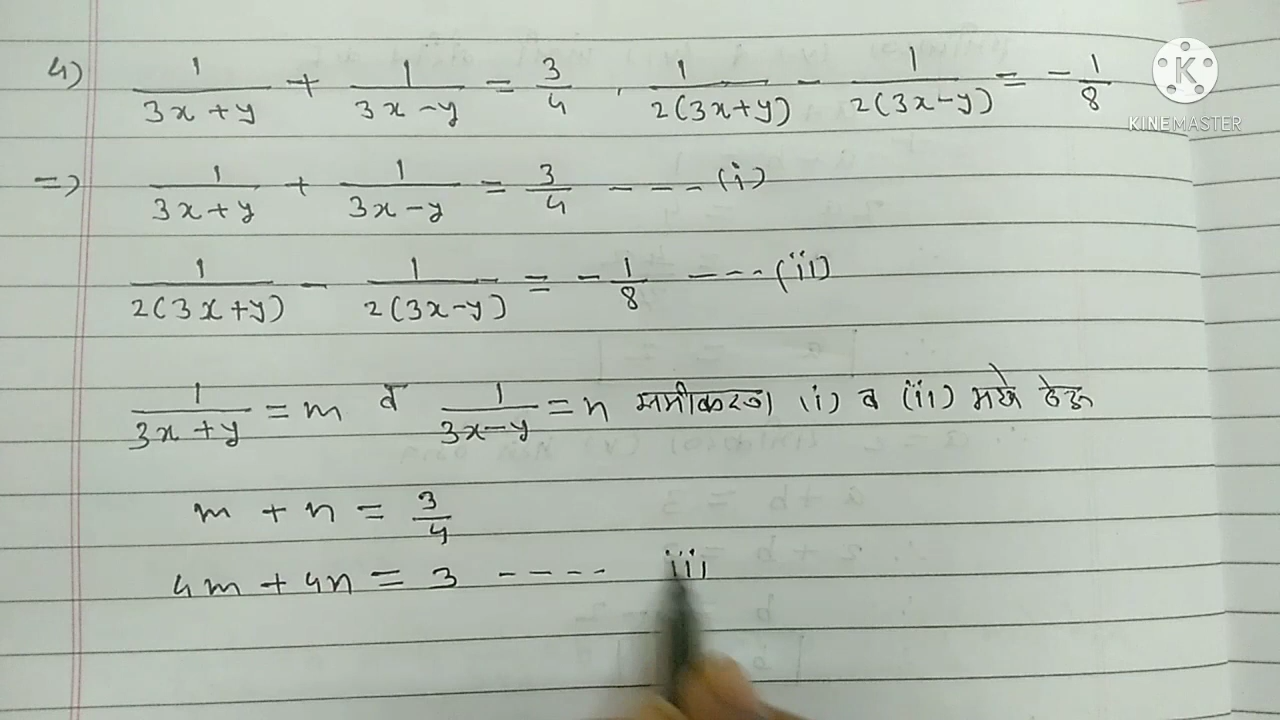 4) 1/(3x+y) + 1/(3x-y) = 3/4 , 1/(2(3x+y)) - 1/(2(3x-y)) = -1/8
KINEMASTER
=> 1/(3x+y) + 1/(3x-y) = 3/4 ---- (i)
1/(2(3x+y)) - 1/(2(3x-y)) = -1/8 ---- (ii)
1/(3x+y) = m व 1/(3x-y) = n समीकरण (i) व (ii) मध्ये ठेऊ
m + n = 3/4
4m + 4n = 3 ---- iii